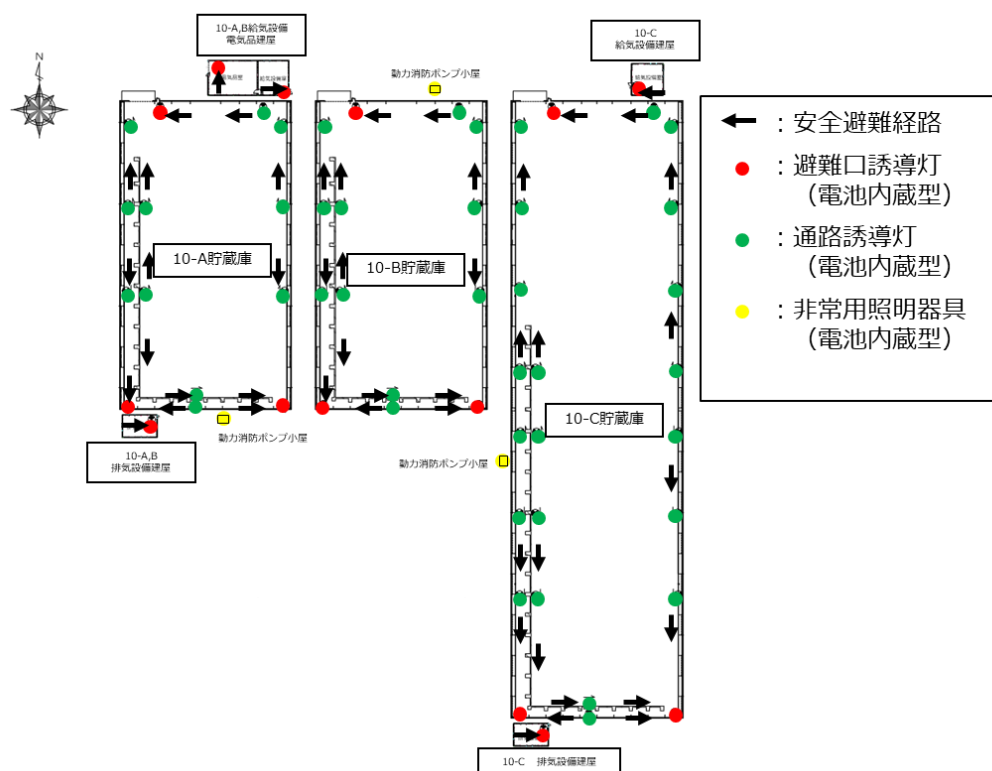 10-A,B給気設備
電気品建屋
10-C
給気設備建屋
N
動力消防ポンプ小屋
← ：安全避難経路
：避難口誘導灯
（電池内蔵型）
：通路誘導灯
（電池内蔵型）
：非常用照明器具
（電池内蔵型）
10-A貯蔵庫
10-B貯蔵庫
10-C貯蔵庫
動力消防ポンプ小屋
動力消防ポンプ小屋
10-A,B
排気設備建屋
10-C　排気設備建屋